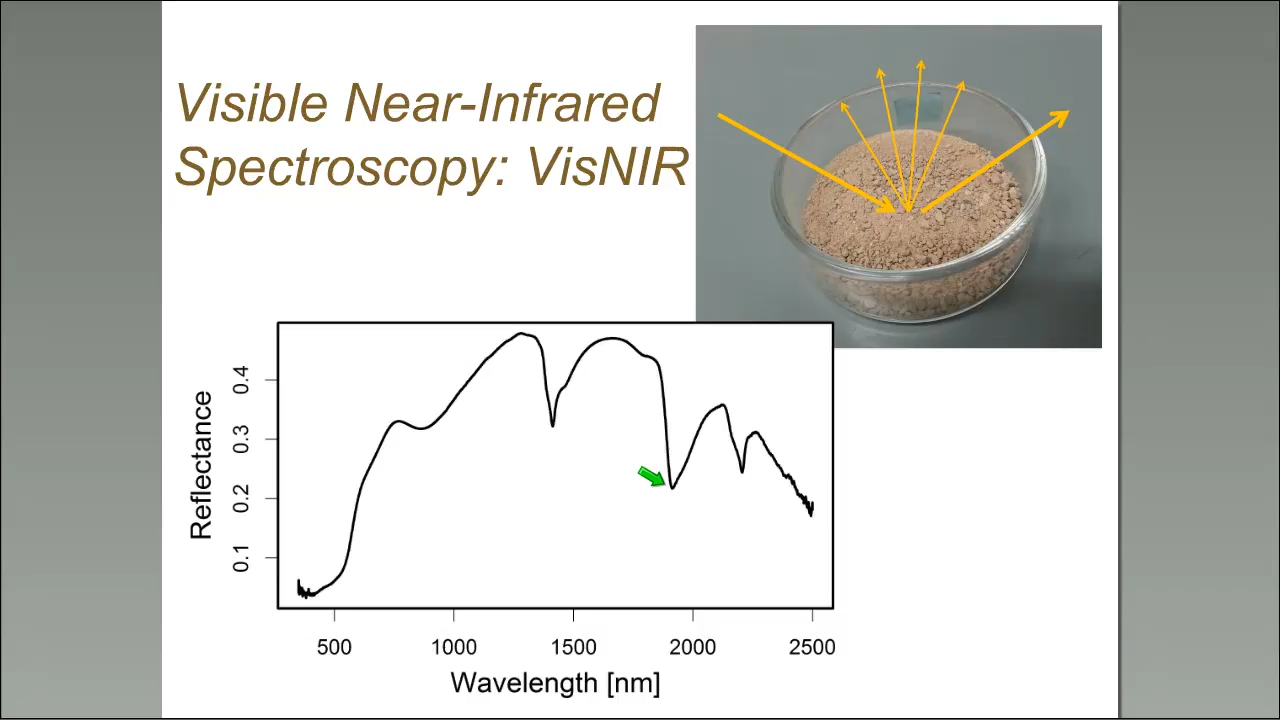 Visible Near-Infrared
Spectroscopy: VisNIR
Reflectance
0.4
0.3
0.2
0.1
500 1000 1500 2000 2500
Wavelength [nm]